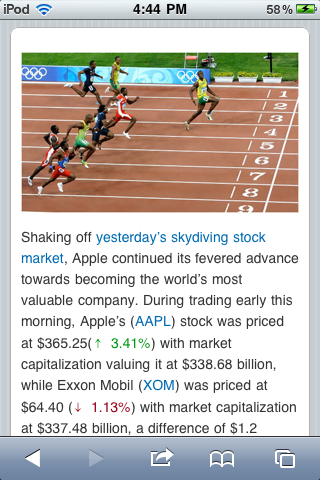 iPod 4:44 PM 58%
1
2
3
4
5
6
7
8
9
Shaking off yesterday's skydiving stock
market, Apple continued its fevered advance
towards becoming the world's most
valuable company. During trading early this
morning, Apple's (AAPL) stock was priced
at $365.25(↑ 3.41%) with market
capitalization valuing it at $338.68 billion,
while Exxon Mobil (XOM) was priced at
$64.40 (↓ 1.13%) with market capitalization
at $337.48 billion, a difference of $1.2